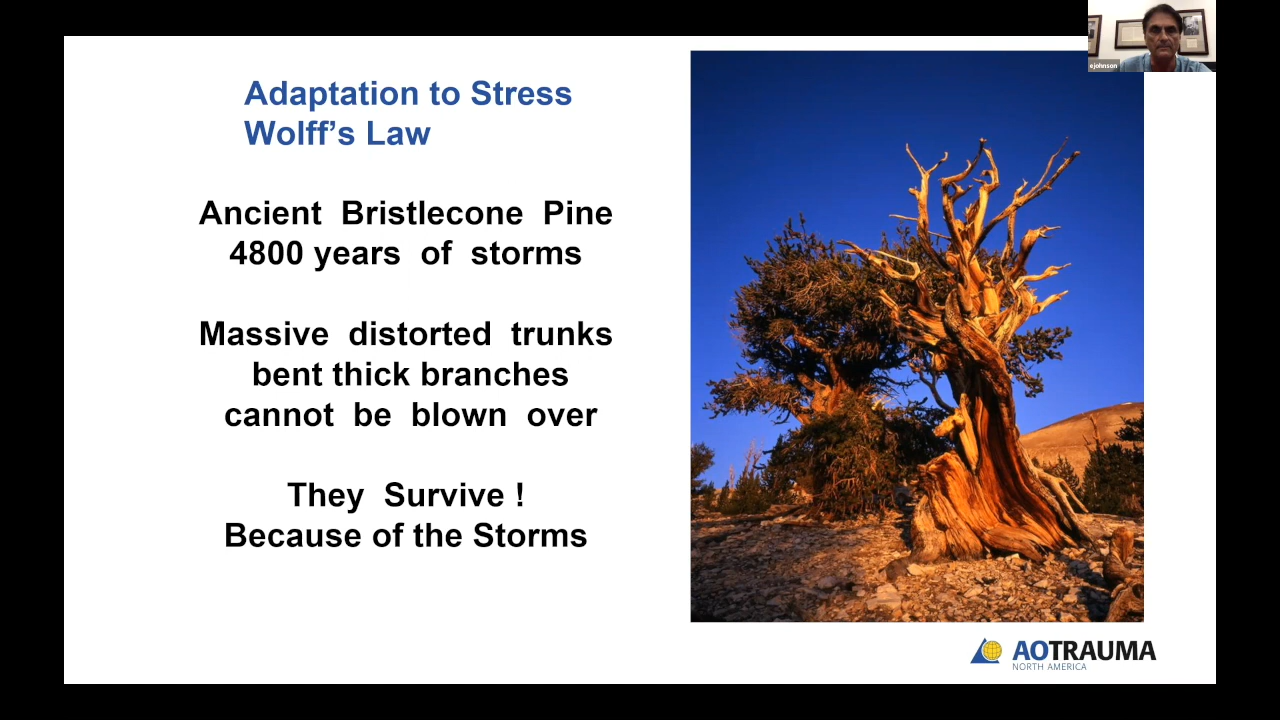 ejohnson
Adaptation to Stress
Wolff’s Law
Ancient Bristlecone Pine
4800 years of storms
Massive distorted trunks
bent thick branches
cannot be blown over
They Survive !
Because of the Storms
AOTRAUMA
NORTH AMERICA